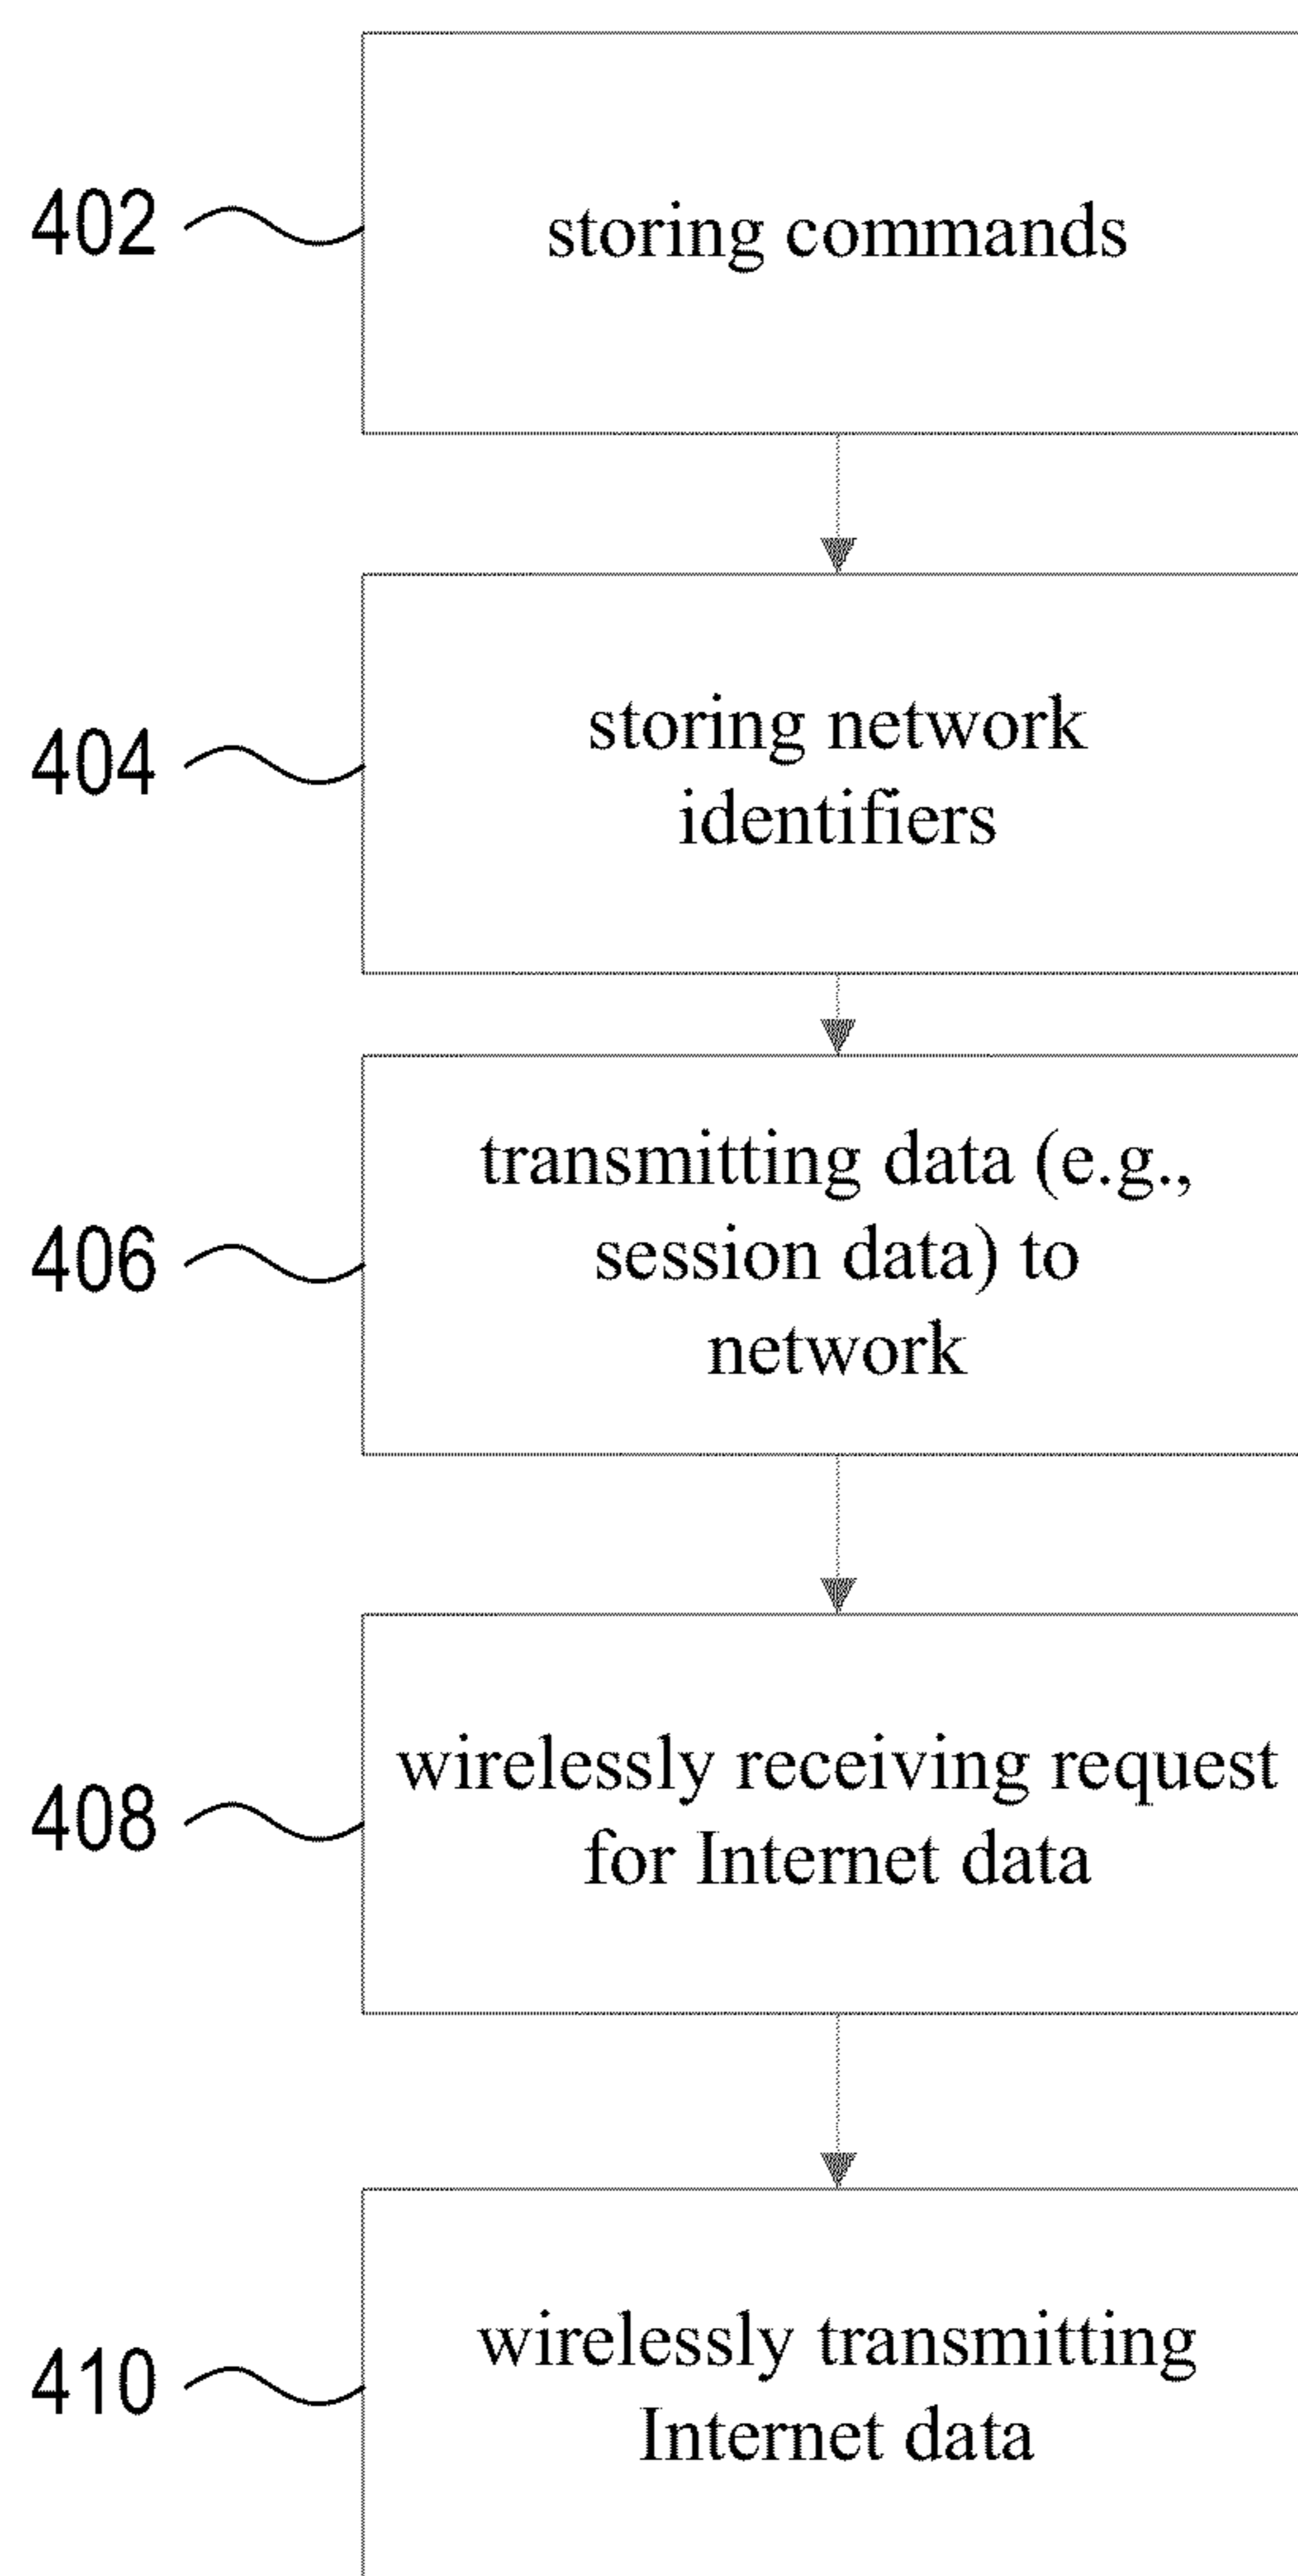 402
storing commands
404
storing network
identifiers
406
transmitting data (e.g.,
session data) to
network
408
wirelessly receiving request
for Internet data
410
wirelessly transmitting
Internet data